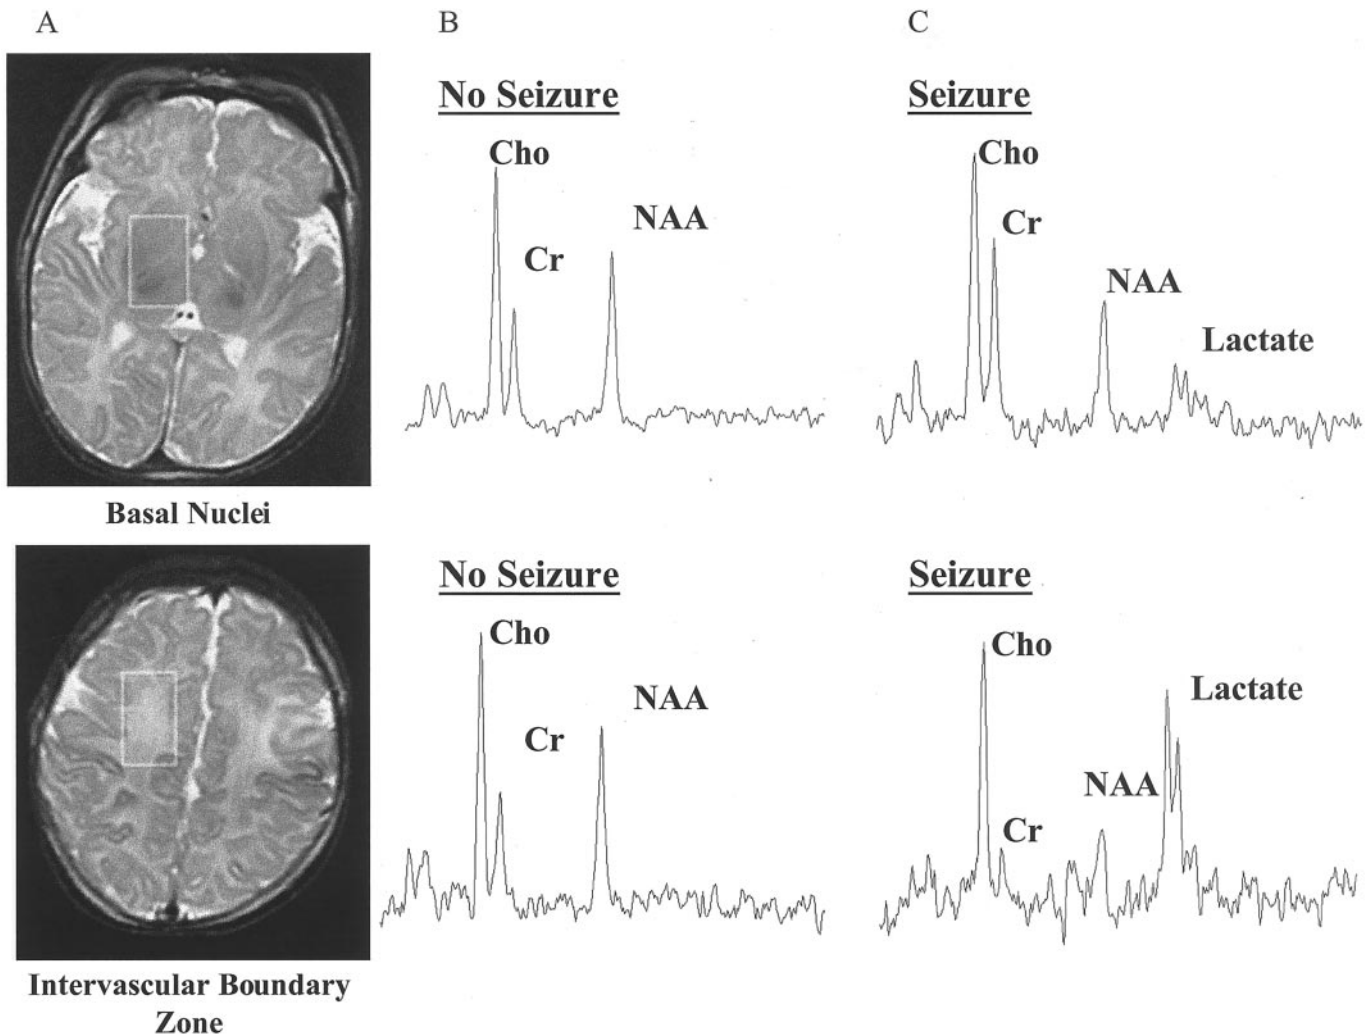 A
B
C
No Seizure
Cho
Cr
NAA
Seizure
Cho
Cr
NAA
Lactate
Basal Nuclei
No Seizure
Cho
Cr
NAA
Seizure
Cho
Lactate
NAA
Cr
Intervascular Boundary
Zone